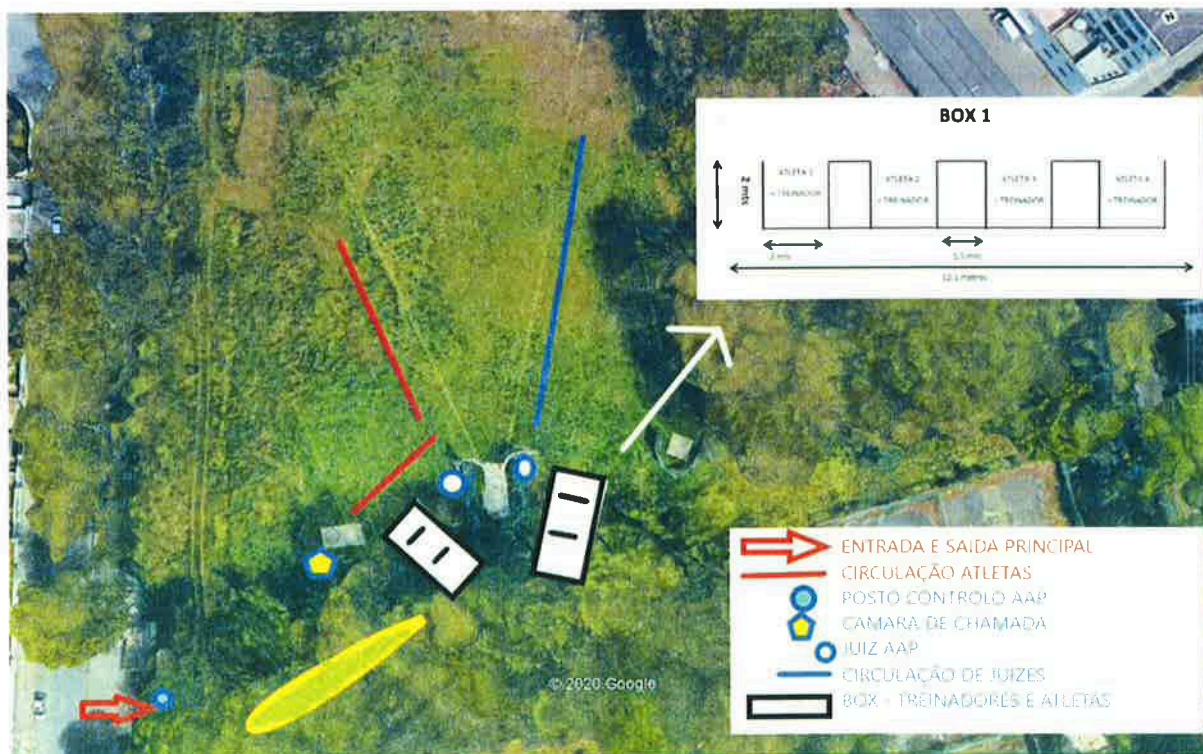 N
BOX 1
2 mts
ATLETA 1
+ TREINADOR
ATLETA 2
+ TREINADOR
ATLETA 3
+ TREINADOR
ATLETA 4
+ TREINADOR
2 mts
1,5 mts
metros
ENTRADA E SAIDA PRINCIPAL
CIRCULAÇÃO ATLETAS
POSTO CONTROLO AAP
CAMARA DE CHAMADA
JUIZ AAP
CIRCULAÇÃO DE JUIZES
BOX - TREINADORES E ATLETAS
© 2020 Google